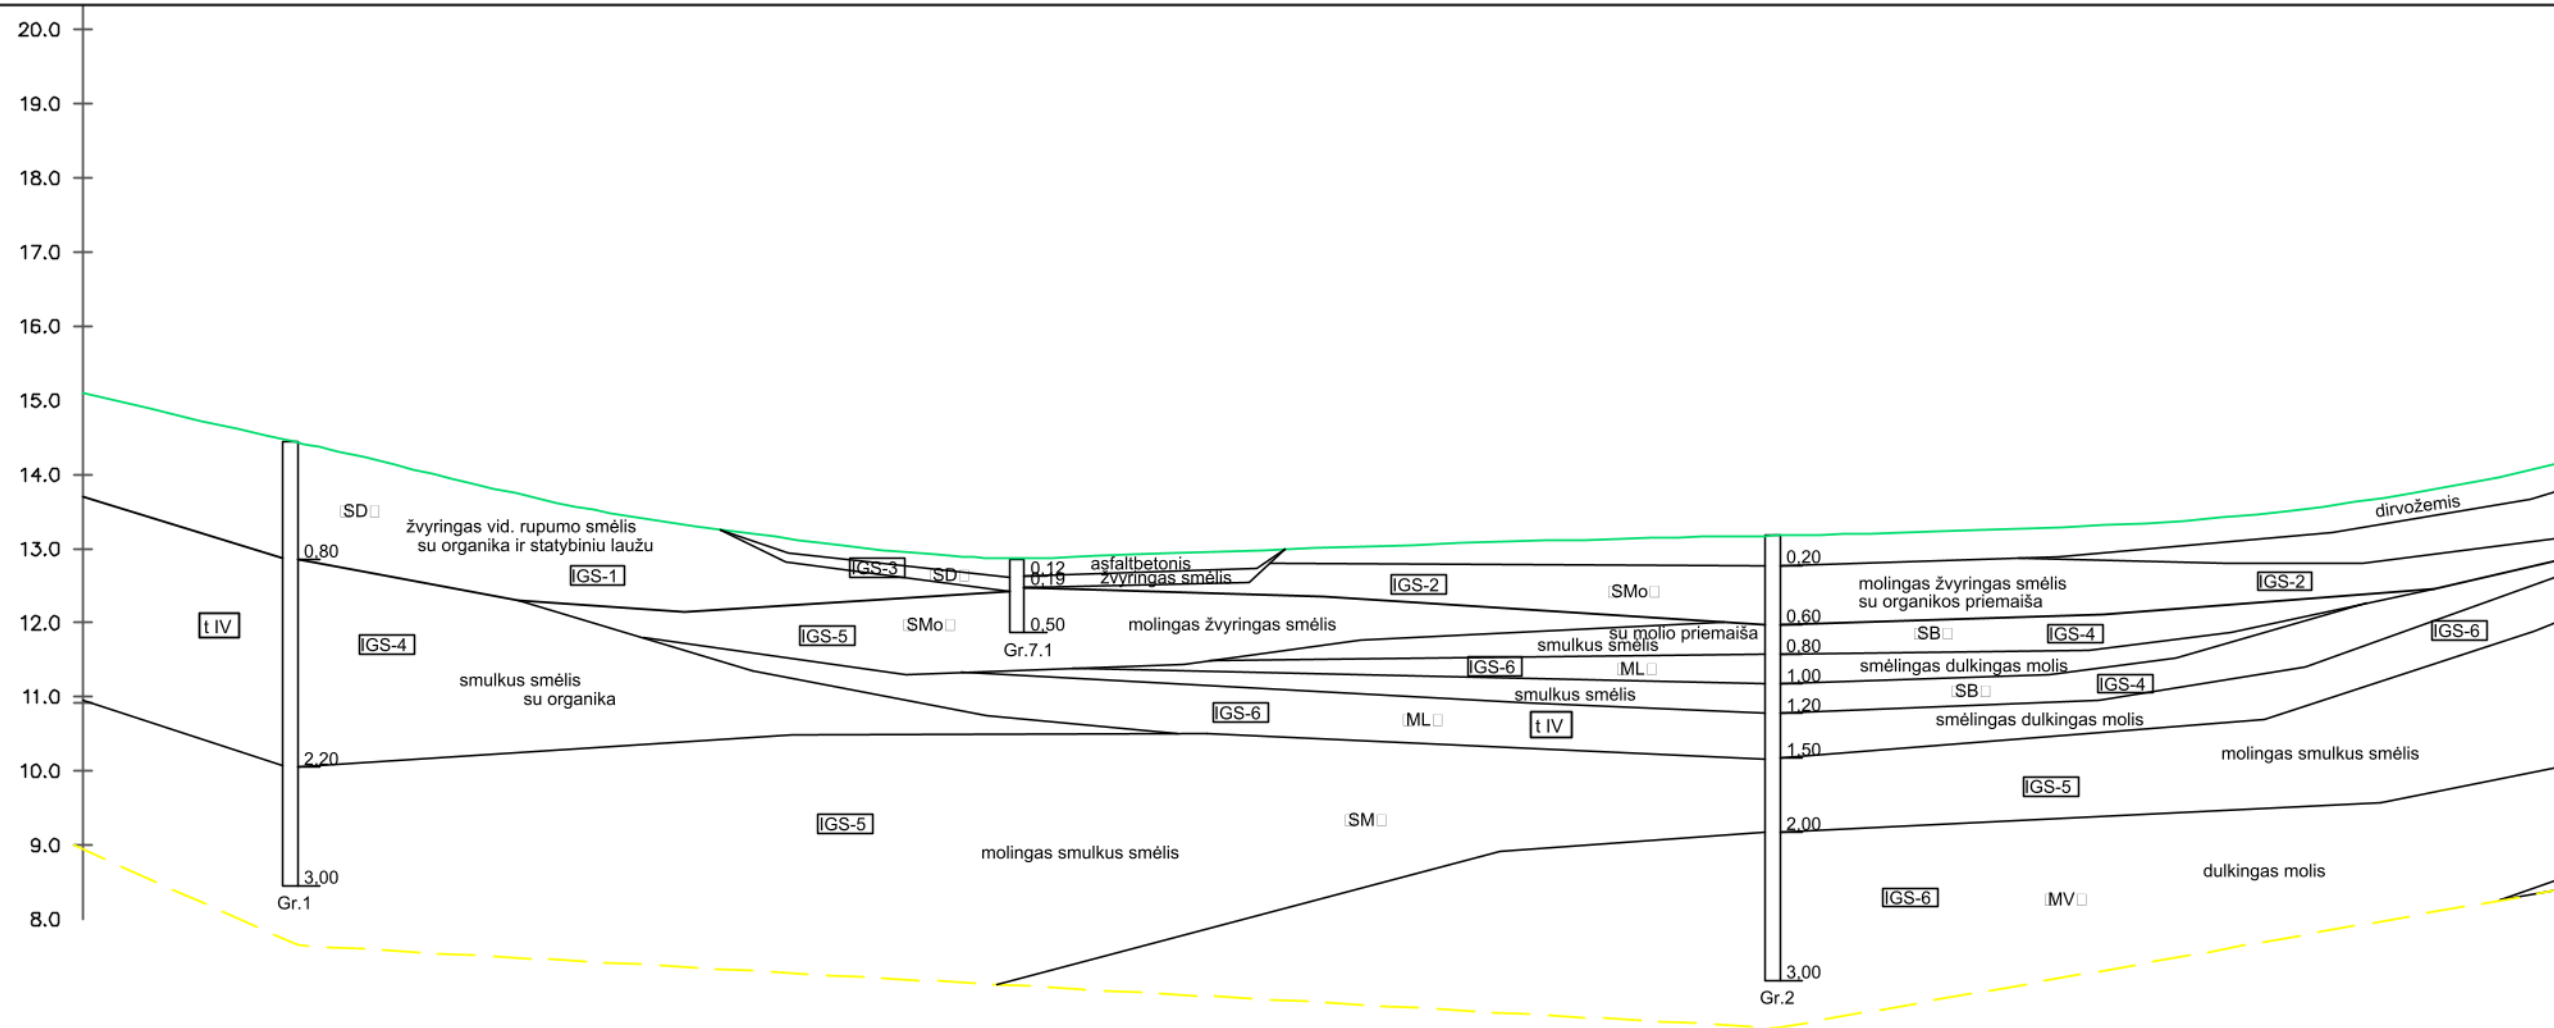 20.0
19.0
18.0
17.0
16.0
15.0
14.0
13.0
12.0
11.0
10.0
9.0
8.0
SD
žvyringas vid. rupumo smėlis
su organika ir statybiniu laužu
0,80
IGS-1
t IV
IGS-4
smulkus smėlis
su organika
2,20
3,00
Gr.1
IGS-3
SD
0,12
0,19
asfaltbetonis
žvyringas smėlis
IGS-5
SMo
0,50
Gr.7.1
molingas žvyringas smėlis
IGS-2
SMo
su molio priemaiša
smulkus smėlis
IGS-6
ML
smulkus smėlis
IGS-6
ML
t IV
IGS-5
molingas smulkus smėlis
SM
0,20
0,60
0,80
1,00
1,20
1,50
2,00
3,00
Gr.2
dirvožemis
molingas žvyringas smėlis
su organikos priemaiša
IGS-2
SB
IGS-4
IGS-6
smėlingas dulkingas molis
SB
IGS-4
smėlingas dulkingas molis
molingas smulkus smėlis
IGS-5
dulkingas molis
IGS-6
MV